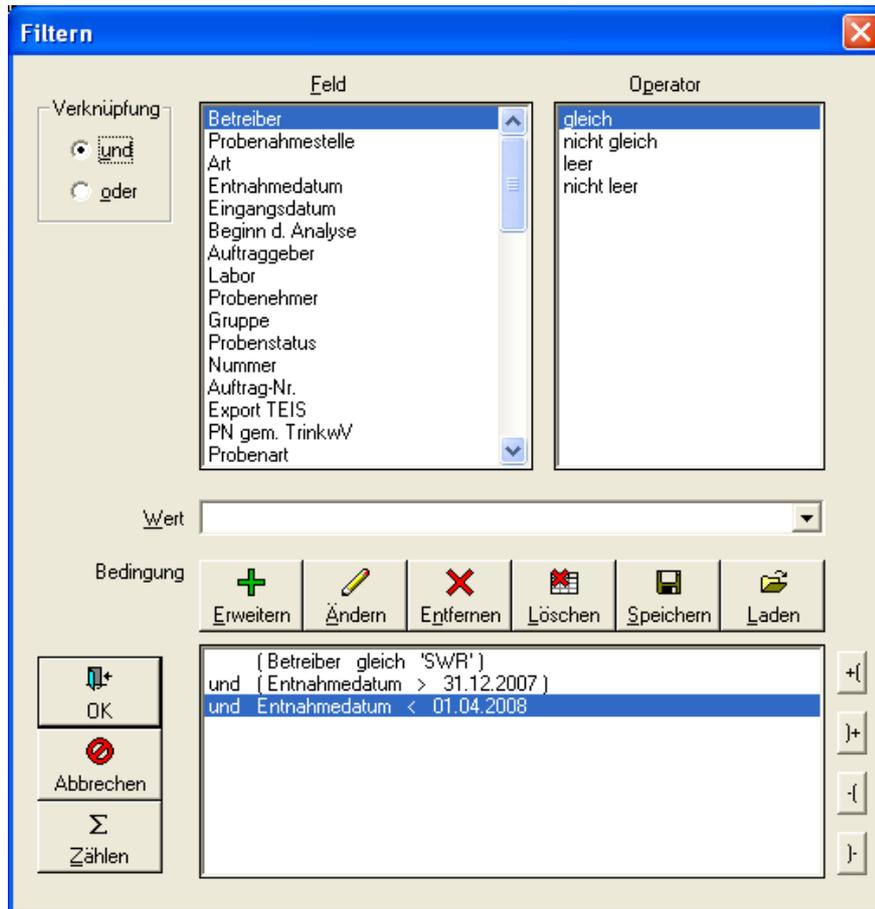 Filtern
Feld
Operator
Verknüpfung
und
oder
Betreiber
Probenahmestelle
Art
Entnahmedatum
Eingangsdatum
Beginn d. Analyse
Auftraggeber
Labor
Probenehmer
Gruppe
Probenstatus
Nummer
Auftrag-Nr.
Export TEIS
PN gem. TrinkwV
Probenart
gleich
nicht gleich
leer
nicht leer
Wert
Bedingung
Erweitern
Ändern
Entfernen
Löschen
Speichern
Laden
OK
Abbrechen
Σ
Zählen
( Betreiber gleich 'SWR' )
und ( Entnahmedatum > 31.12.2007 )
und Entnahmedatum < 01.04.2008
+(
)+
-(
)-